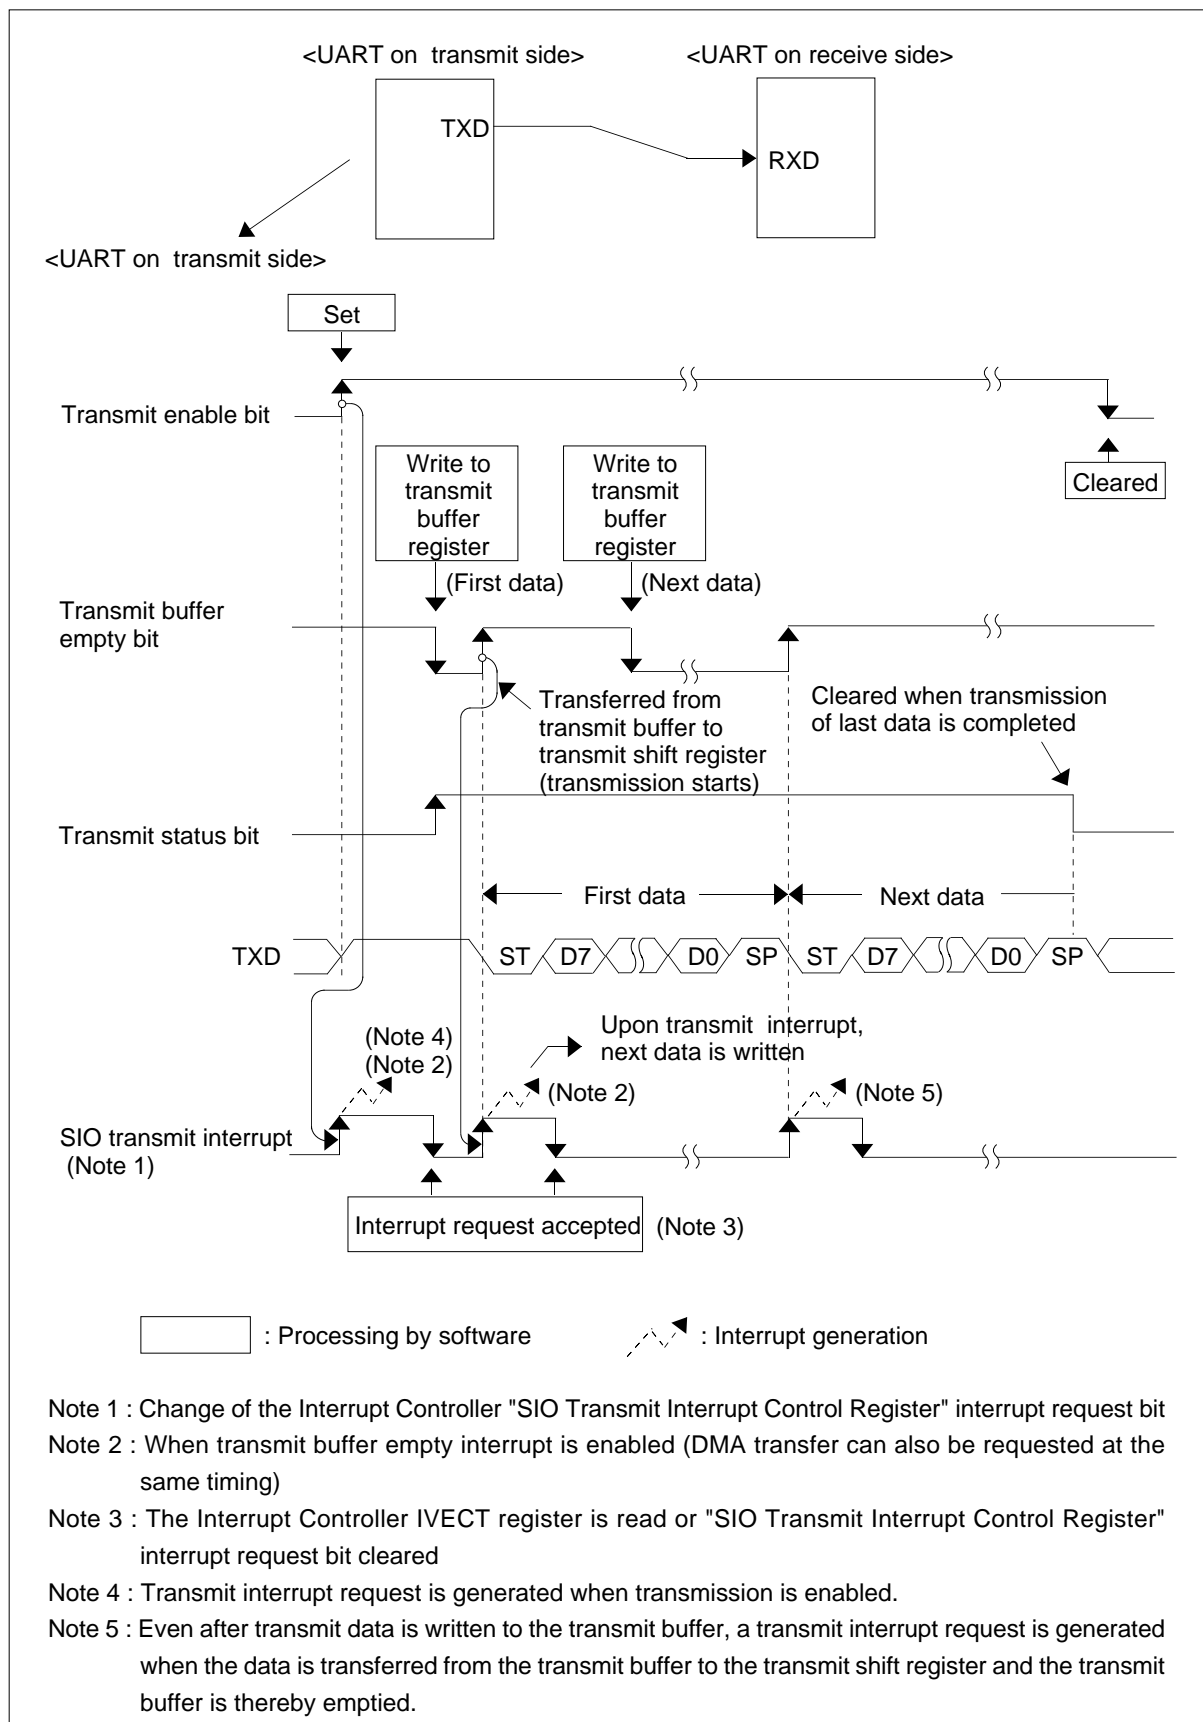 <UART on transmit side>
<UART on receive side>
TXD
RXD
<UART on transmit side>
Set
Transmit enable bit
Cleared
Write to
transmit
buffer
register
Write to
transmit
buffer
register
(First data)
(Next data)
Transmit buffer
empty bit
Transferred from
transmit buffer to
transmit shift register
(transmission starts)
Cleared when transmission
of last data is completed
Transmit status bit
First data
Next data
TXD
ST
D7
D0
SP
ST
D7
D0
SP
(Note 4)
(Note 2)
Upon transmit interrupt,
next data is written
(Note 2)
(Note 5)
SIO transmit interrupt
(Note 1)
Interrupt request accepted
(Note 3)
: Processing by software
: Interrupt generation
Note 1 : Change of the Interrupt Controller "SIO Transmit Interrupt Control Register" interrupt request bit
Note 2 : When transmit buffer empty interrupt is enabled (DMA transfer can also be requested at the
same timing)
Note 3 : The Interrupt Controller IVECT register is read or "SIO Transmit Interrupt Control Register"
interrupt request bit cleared
Note 4 : Transmit interrupt request is generated when transmission is enabled.
Note 5 : Even after transmit data is written to the transmit buffer, a transmit interrupt request is generated
when the data is transferred from the transmit buffer to the transmit shift register and the transmit
buffer is thereby emptied.